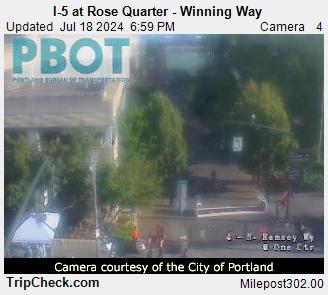 I-5 at Rose Quarter - Winning Way
Updated Jul 18 2024 6:59 PM Camera 4
PBOT
PORTLAND BUREAU OF TRANSPORTATION
4 - N. Ramsey Wy
@ One Ctr
Camera courtesy of the City of Portland
TripCheck.com Milepost302.00